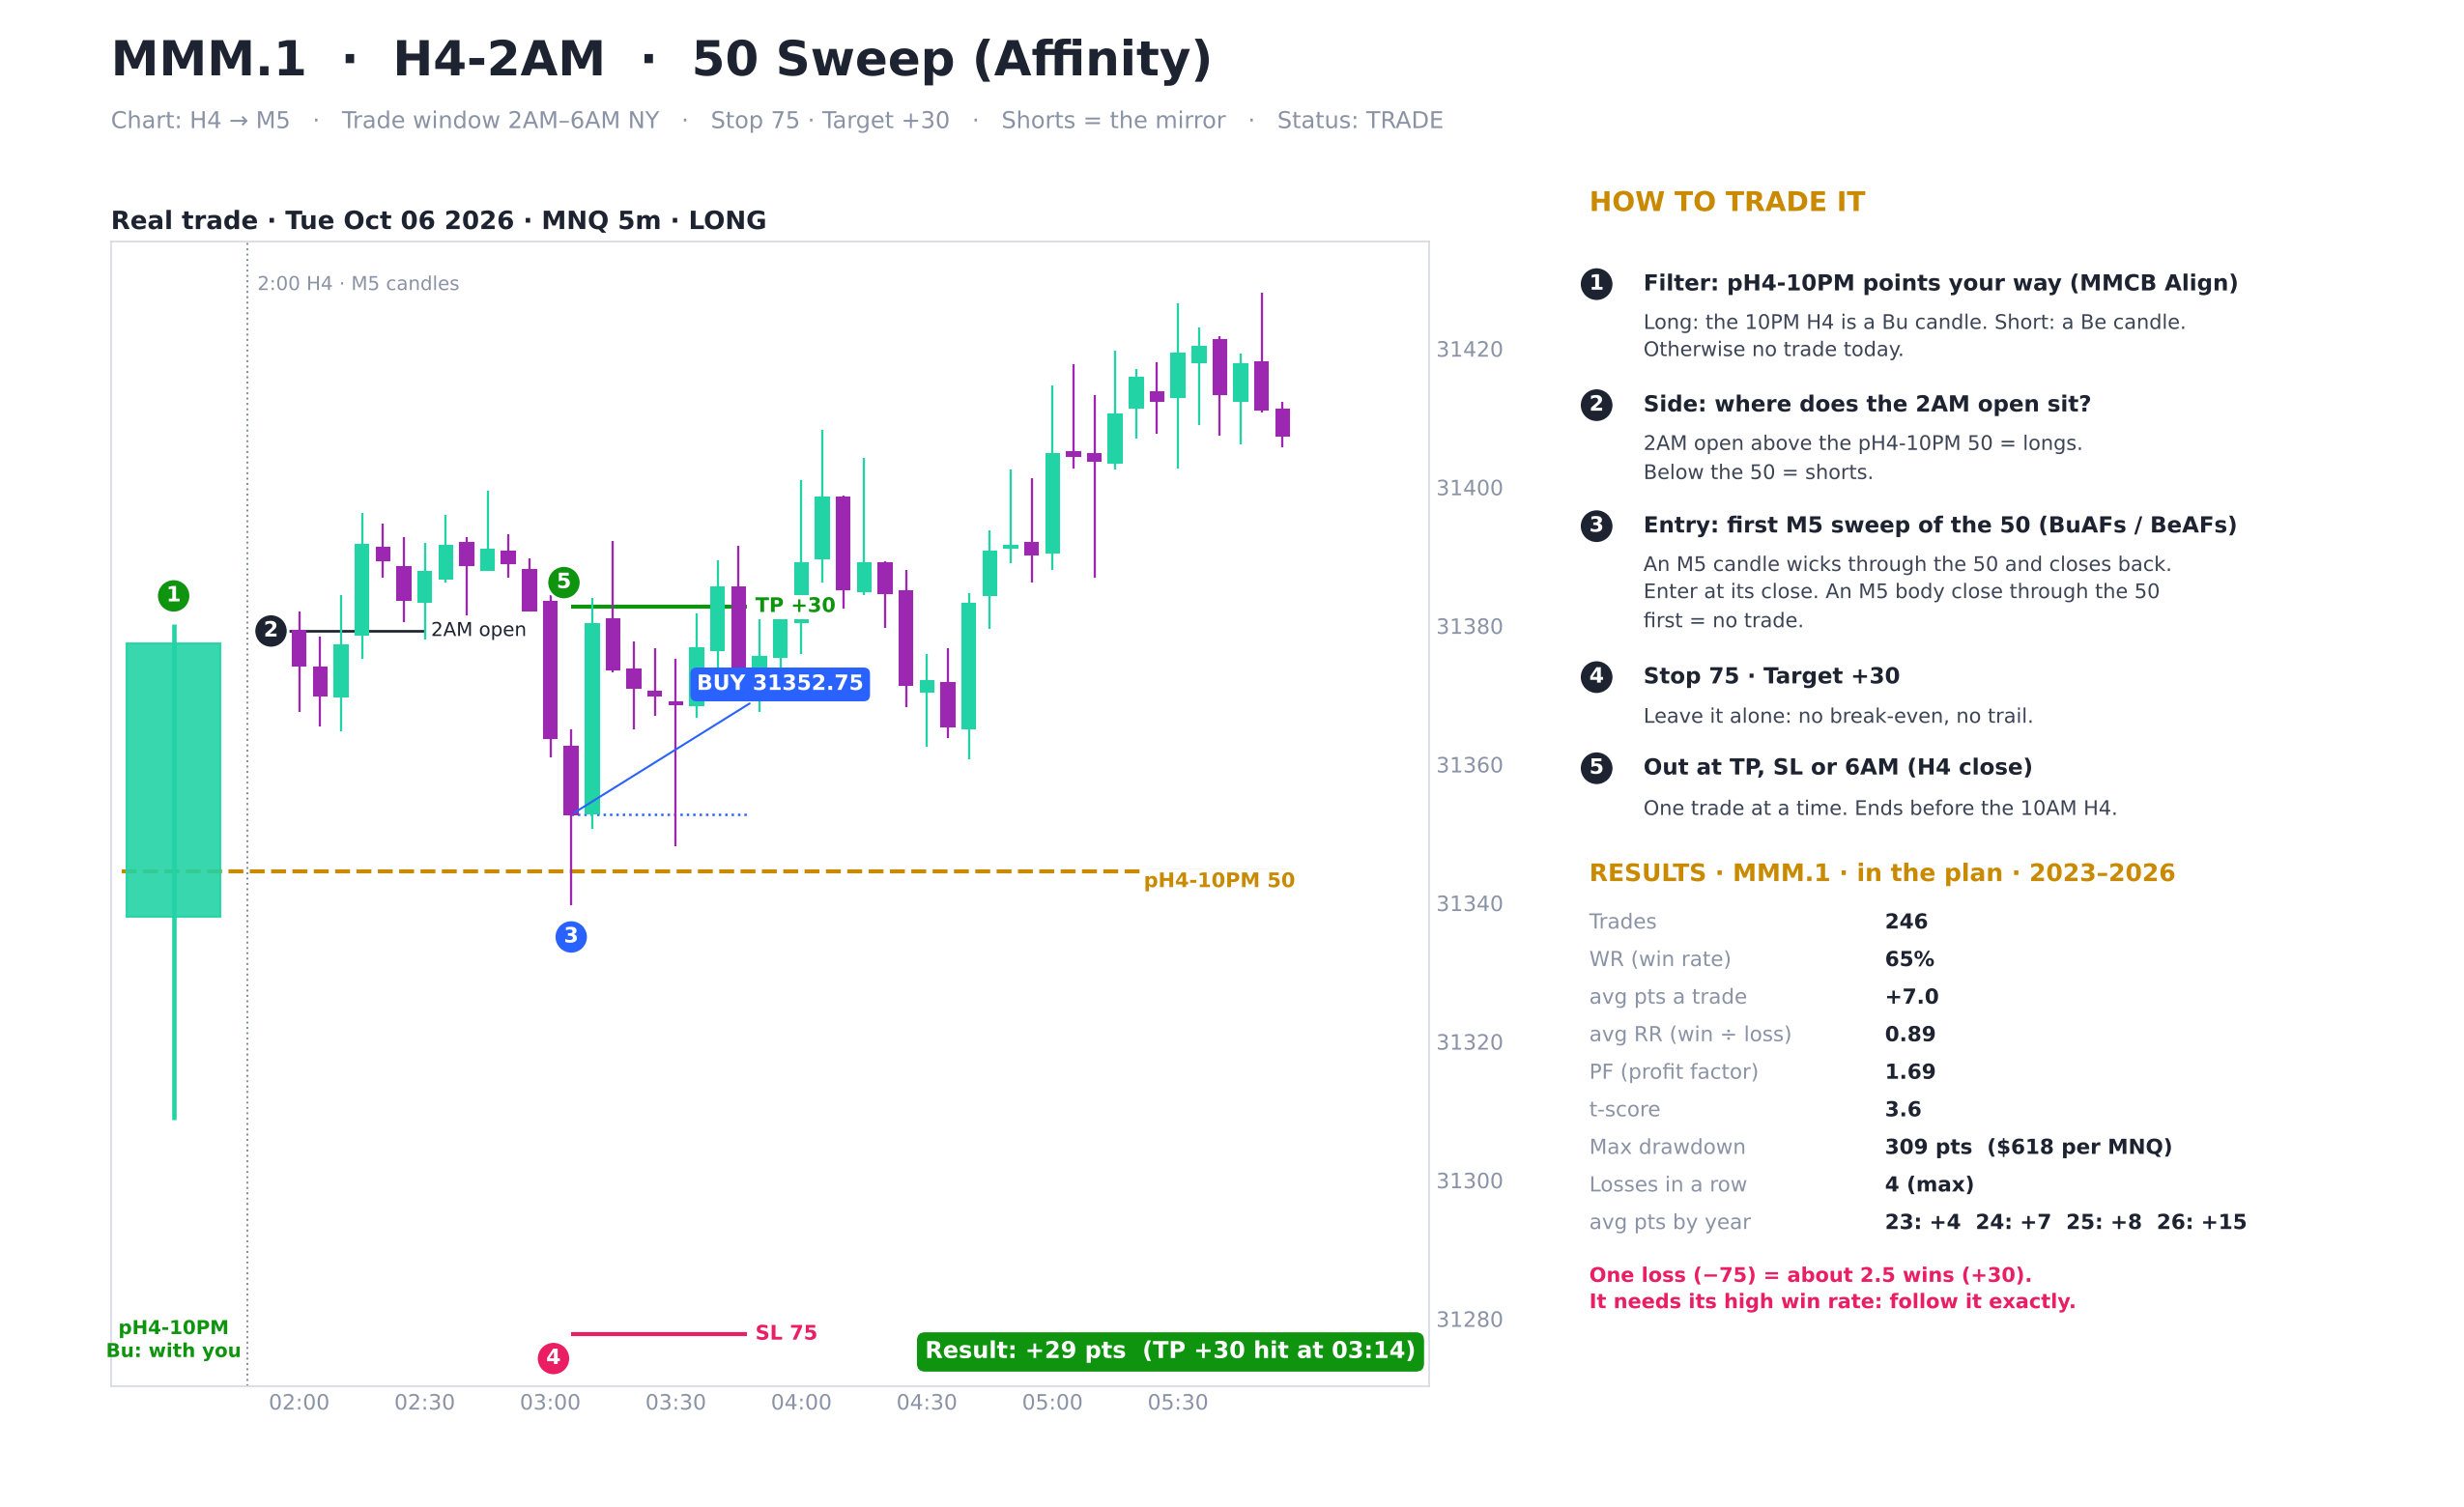 MMM.1 · H4-2AM · 50 Sweep (Affinity)
Chart: H4 → M5 · Trade window 2AM–6AM NY · Stop 75 · Target +30 · Shorts = the mirror · Status: TRADE
Real trade · Tue Oct 06 2026 · MNQ 5m · LONG
2:00 H4 · M5 candles
1
2
2AM open
5
TP +30
BUY 31352.75
pH4-10PM 50
3
pH4-10PM
Bu: with you
4
SL 75
Result: +29 pts (TP +30 hit at 03:14)
31420
31400
31380
31360
31340
31320
31300
31280
02:00 02:30 03:00 03:30 04:00 04:30 05:00 05:30
HOW TO TRADE IT
1 Filter: pH4-10PM points your way (MMCB Align)
Long: the 10PM H4 is a Bu candle. Short: a Be candle.
Otherwise no trade today.
2 Side: where does the 2AM open sit?
2AM open above the pH4-10PM 50 = longs.
Below the 50 = shorts.
3 Entry: first M5 sweep of the 50 (BuAFs / BeAFs)
An M5 candle wicks through the 50 and closes back.
Enter at its close. An M5 body close through the 50
first = no trade.
4 Stop 75 · Target +30
Leave it alone: no break-even, no trail.
5 Out at TP, SL or 6AM (H4 close)
One trade at a time. Ends before the 10AM H4.
RESULTS · MMM.1 · in the plan · 2023–2026
Trades 246
WR (win rate) 65%
avg pts a trade +7.0
avg RR (win ÷ loss) 0.89
PF (profit factor) 1.69
t-score 3.6
Max drawdown 309 pts ($618 per MNQ)
Losses in a row 4 (max)
avg pts by year 23: +4 24: +7 25: +8 26: +15
One loss (−75) = about 2.5 wins (+30).
It needs its high win rate: follow it exactly.